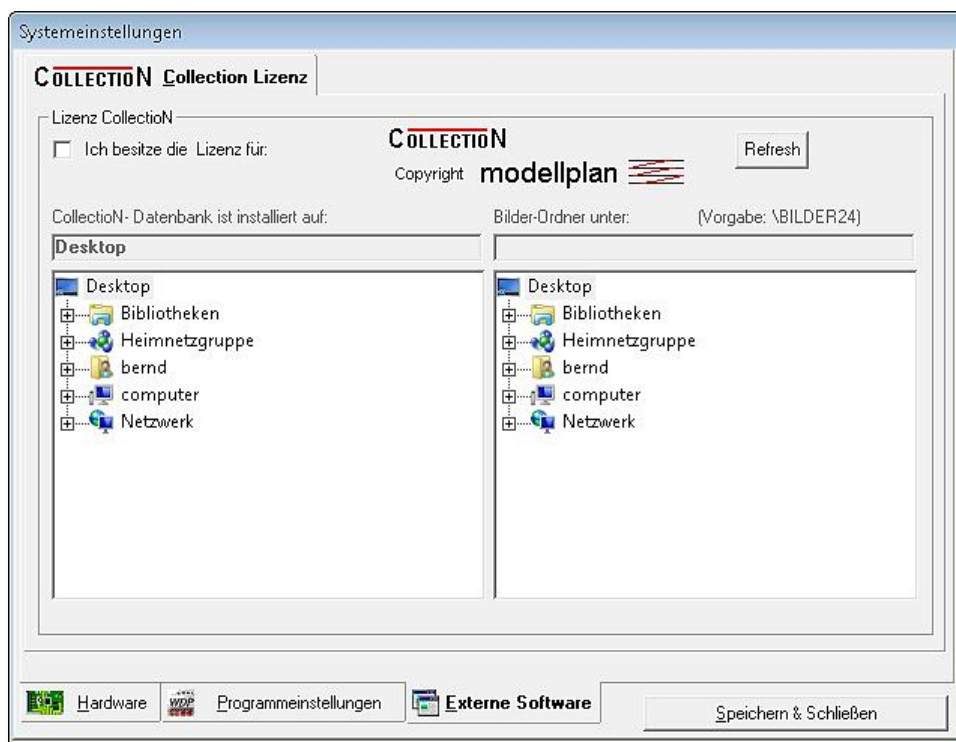 Systemeinstellungen
COLLECTION Collection Lizenz
Lizenz CollectioN
Ich besitze die Lizenz für:
COLLECTION
Copyright modellplan
Refresh
CollectioN- Datenbank ist installiert auf:
Desktop
Desktop
Bibliotheken
Heimnetzgruppe
bernd
computer
Netzwerk
Bilder-Ordner unter: (Vorgabe: \BILDER24)
Desktop
Bibliotheken
Heimnetzgruppe
bernd
computer
Netzwerk
Hardware
WDP Programmeinstellungen
Externe Software
Speichern & Schließen